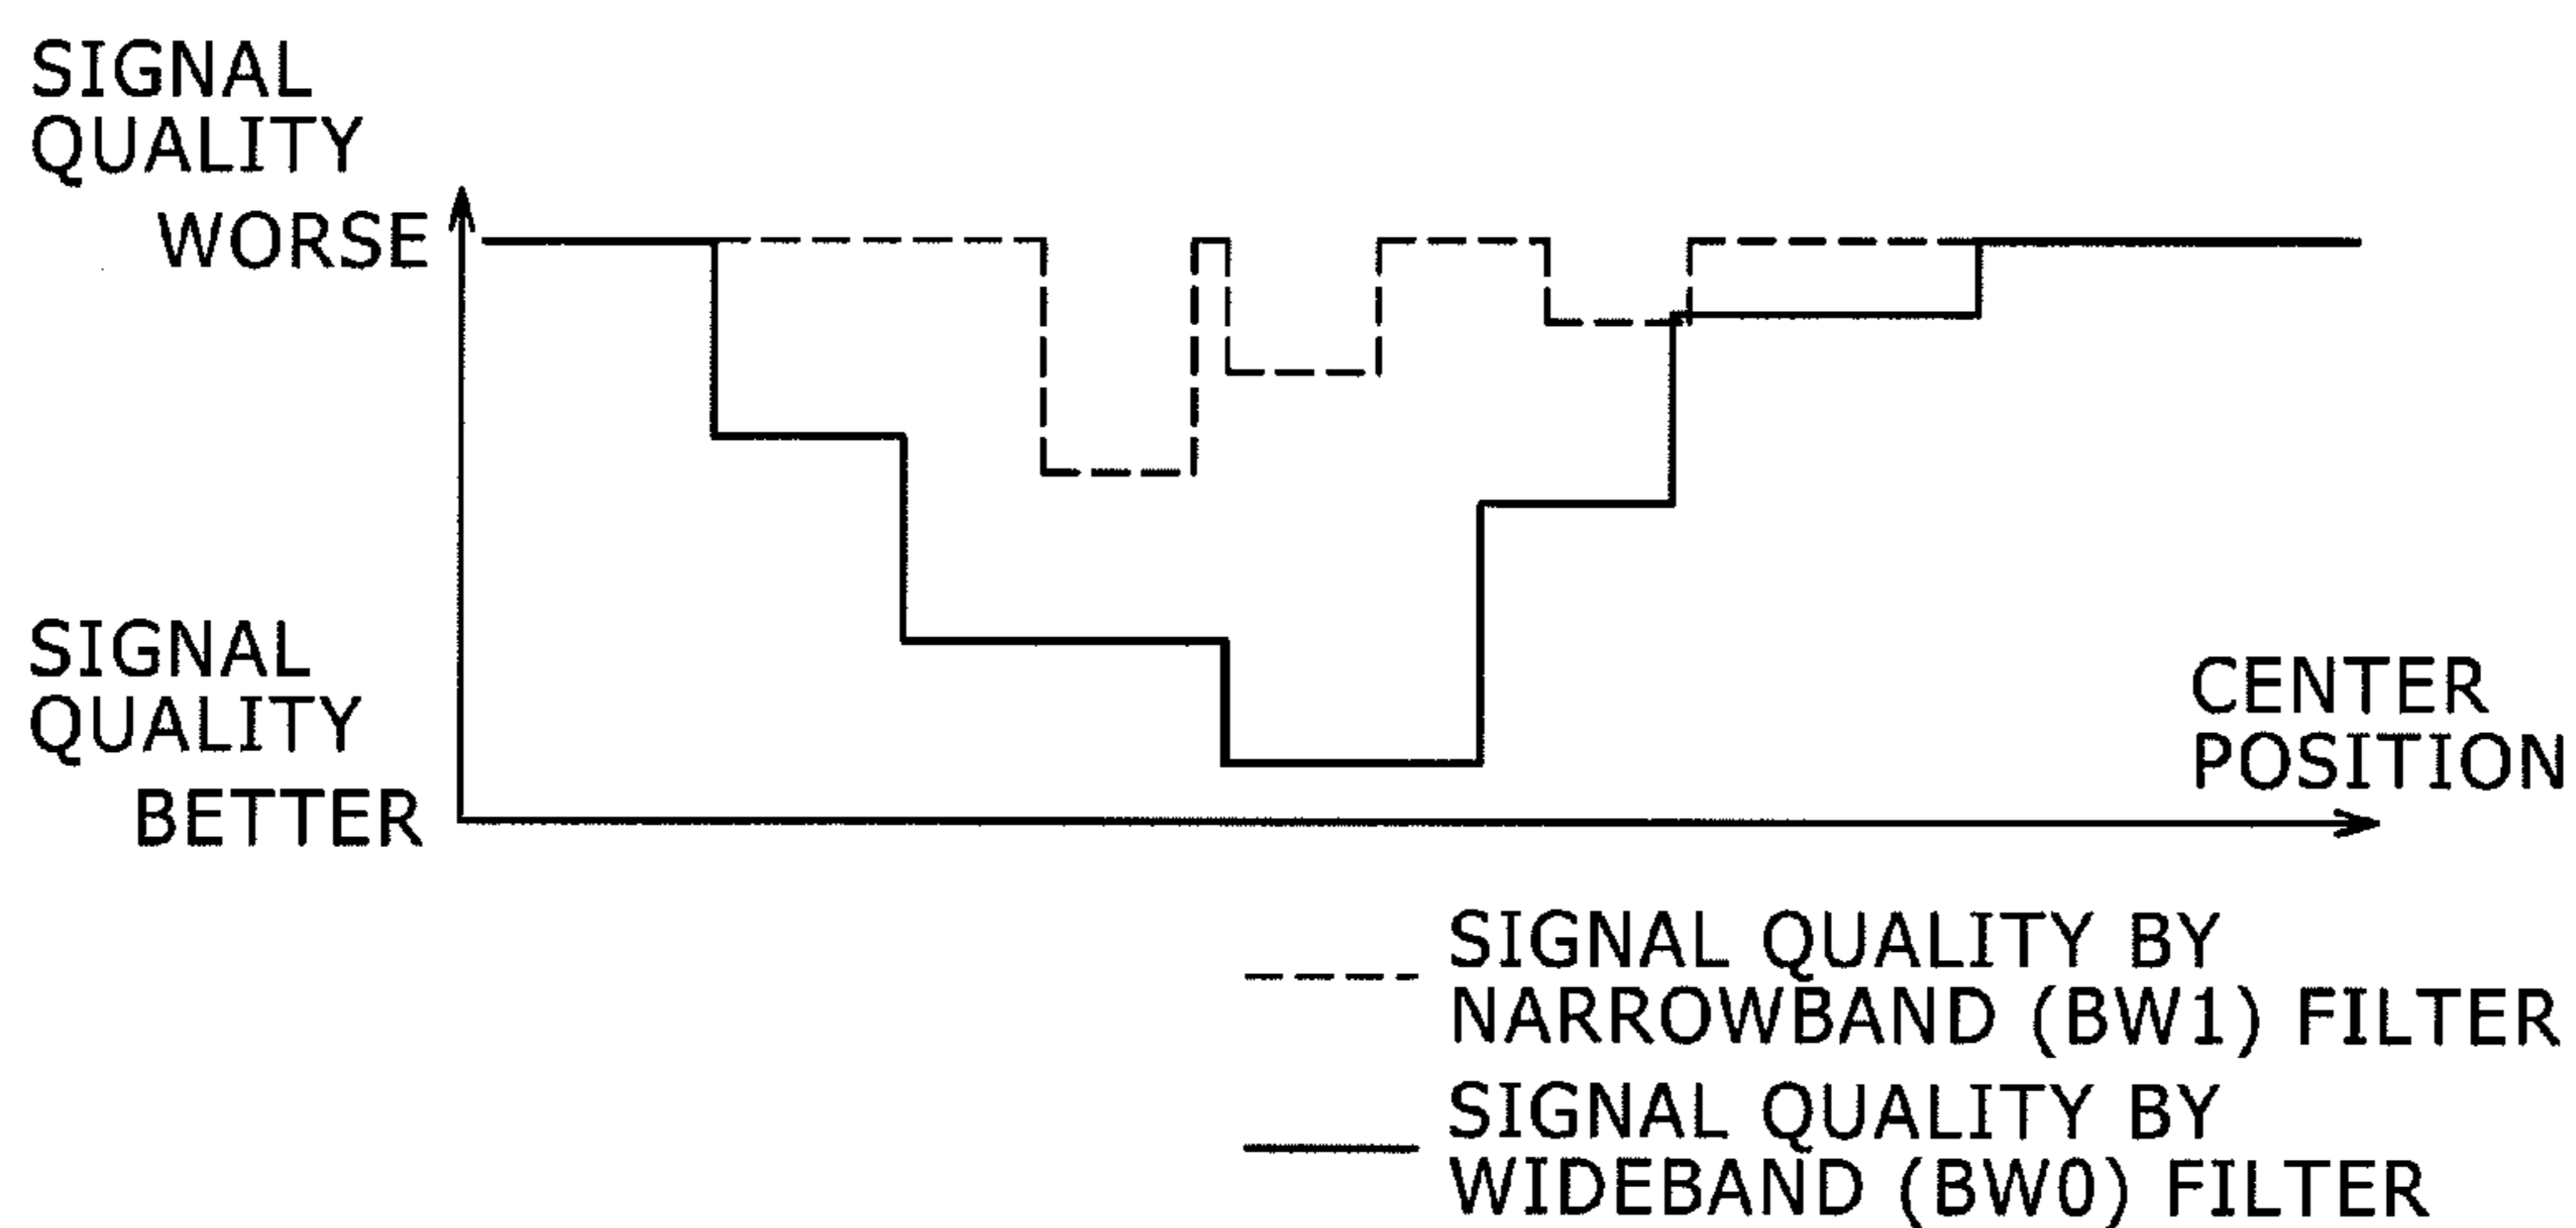 SIGNAL
QUALITY
WORSE
SIGNAL
QUALITY
BETTER
CENTER
POSITION
SIGNAL QUALITY BY
NARROWBAND (BW1) FILTER
SIGNAL QUALITY BY
WIDEBAND (BW0) FILTER